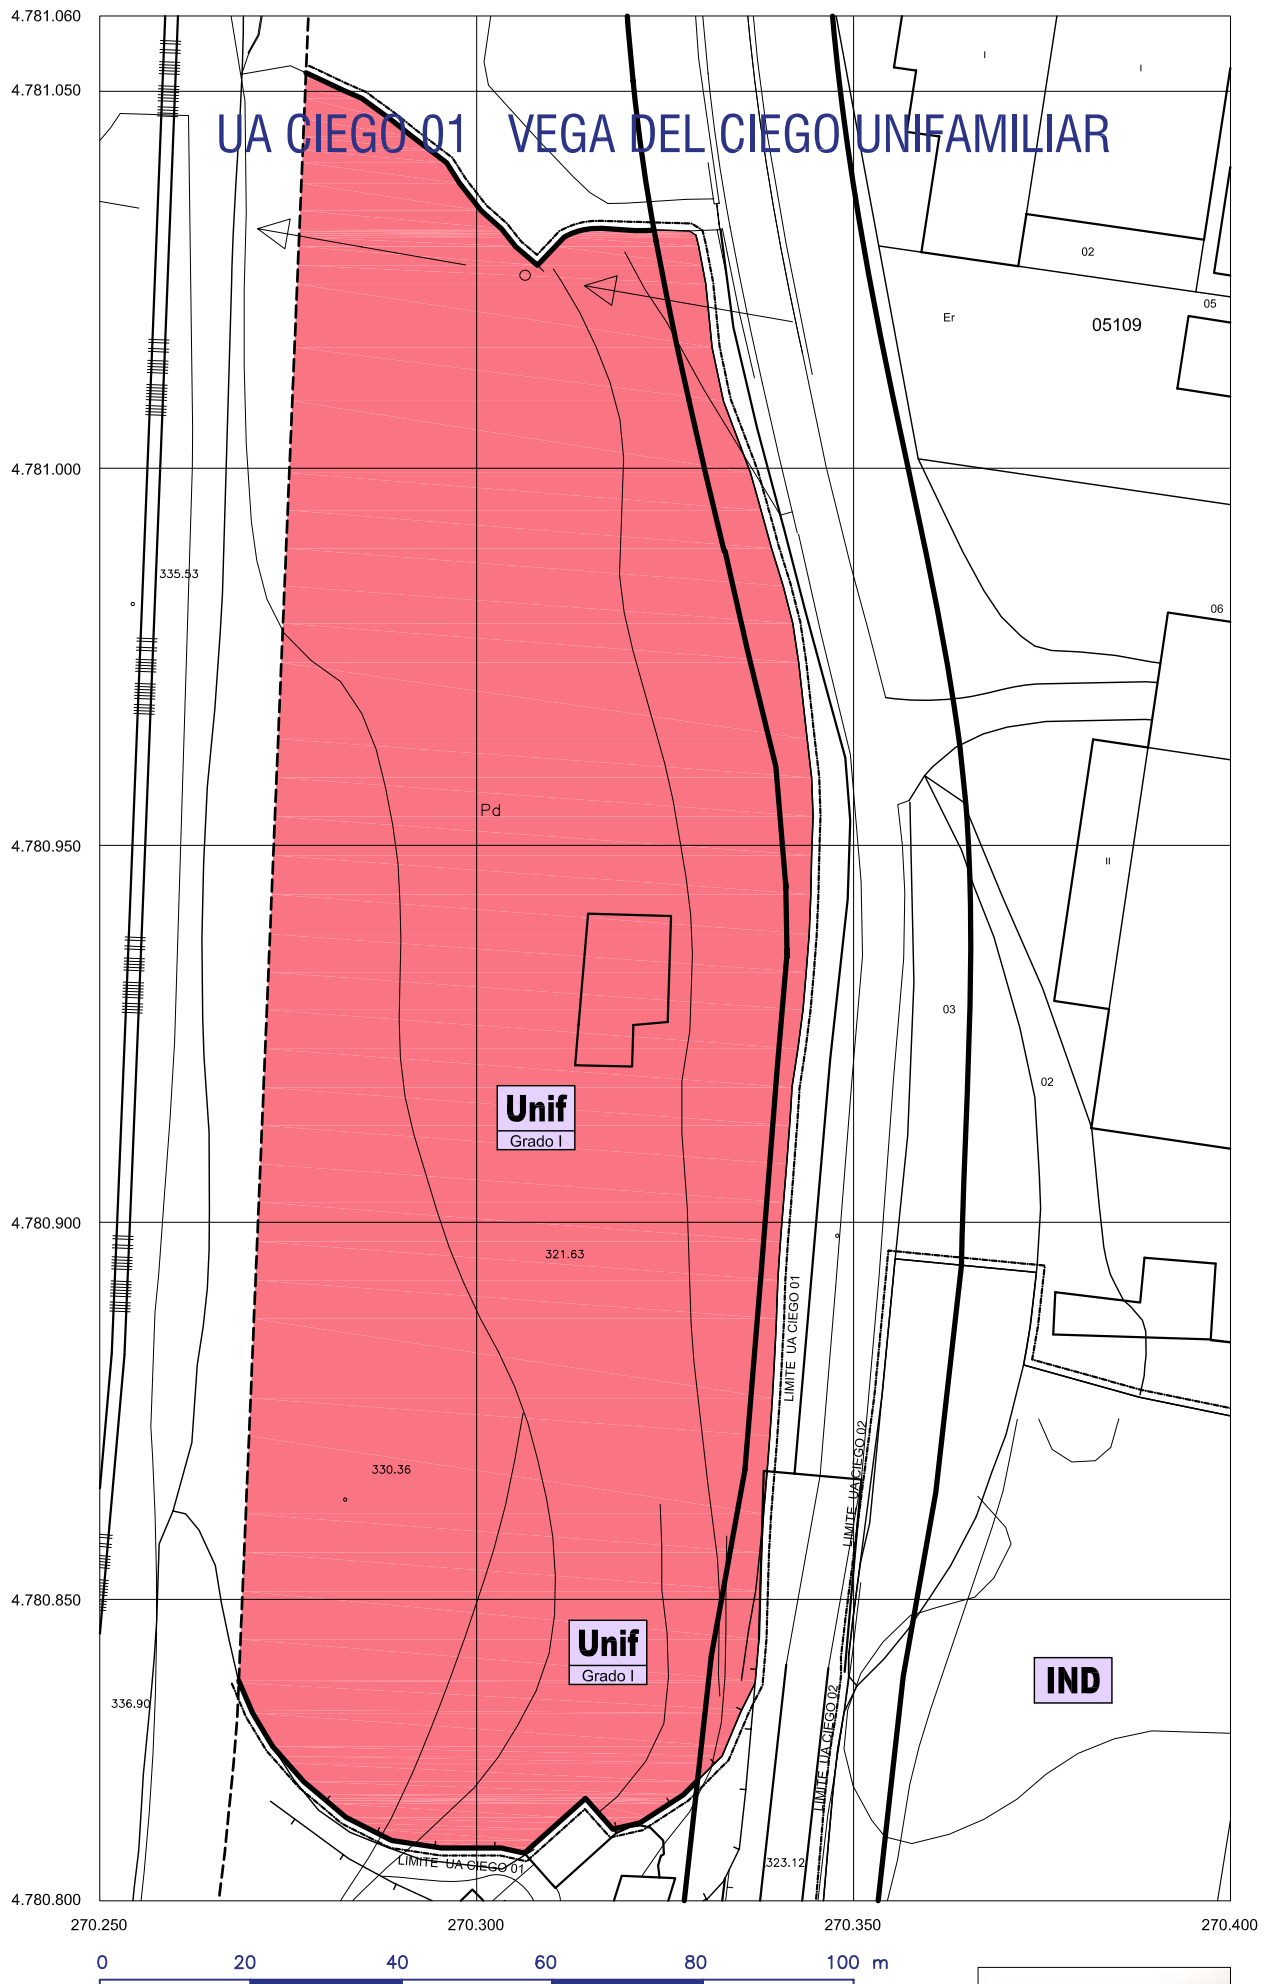 4.781.060
4.781.050
UA CIEGO 01 VEGA DEL CIEGO UNIFAMILIAR
I
I
02
05
Er
05109
4.781.000
335.53
06
Pd
4.780.950
II
03
02
Unif
Grado I
4.780.900
321.63
LIMITE UA CIEGO 01
330.36
LIMITE UA CIEGO 02
4.780.850
Unif
Grado I
IND
336.90
LIMITE UA CIEGO 02
LIMITE UA CIEGO 01
323.12
4.780.800
270.250 270.300 270.350 270.400
0 20 40 60 80 100 m